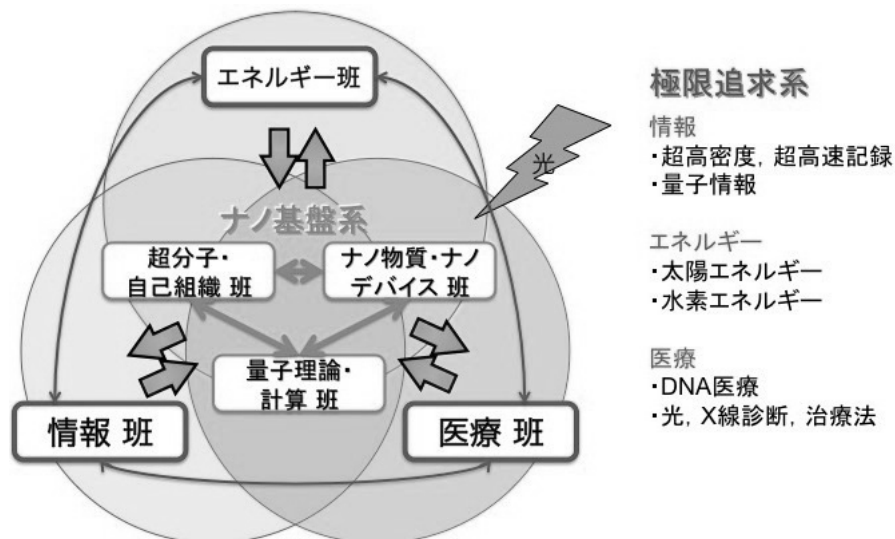 エネルギー班
光
ナノ基盤系
超分子・
自己組織 班
ナノ物質・ナノ
デバイス 班
量子理論・
計算 班
情報 班
医療 班
極限追求系
情報
・超高密度, 超高速記録
・量子情報
エネルギー
・太陽エネルギー
・水素エネルギー
医療
・DNA医療
・光, X線診断, 治療法